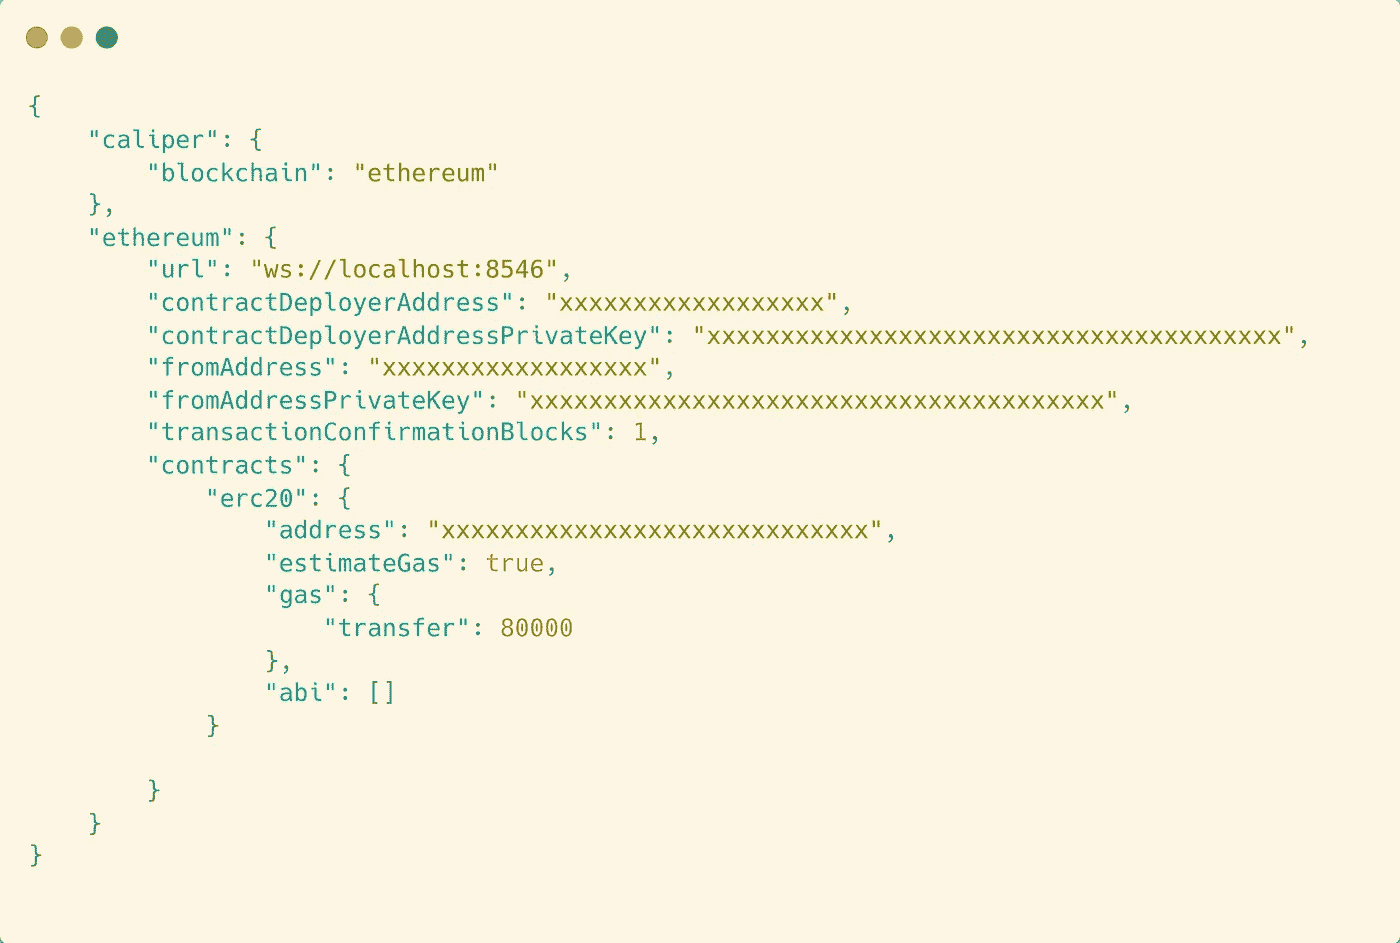 {
    "caliper": {
        "blockchain": "ethereum"
    },
    "ethereum": {
        "url": "ws://localhost:8546",
        "contractDeployerAddress": "xxxxxxxxxxxxxxxxxx",
        "contractDeployerAddressPrivateKey": "xxxxxxxxxxxxxxxxxxxxxxxxxxxxxxxxxxxxxxx",
        "fromAddress": "xxxxxxxxxxxxxxxxxx",
        "fromAddressPrivateKey": "xxxxxxxxxxxxxxxxxxxxxxxxxxxxxxxxxxxxxxx",
        "transactionConfirmationBlocks": 1,
        "contracts": {
            "erc20": {
                "address": "xxxxxxxxxxxxxxxxxxxxxxxxxxxxx",
                "estimateGas": true,
                "gas": {
                    "transfer": 80000
                },
                "abi": []
            }

        }
    }
}